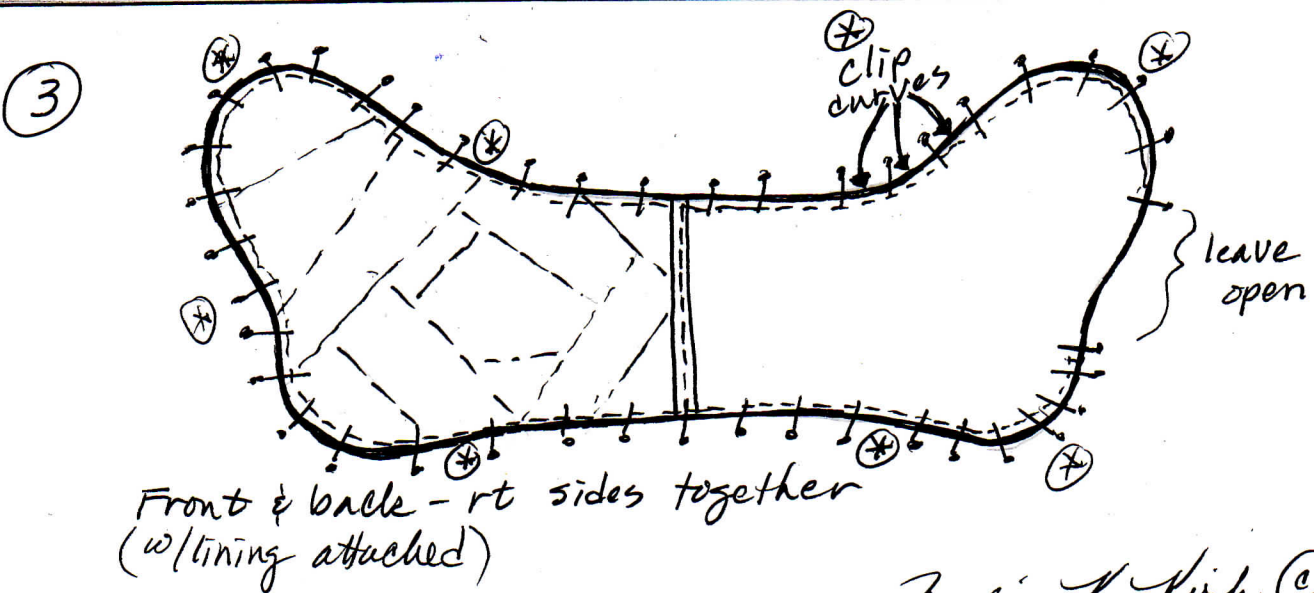 3
clip
curves
leave
open
Front & back - rt sides together
(w/lining attached)